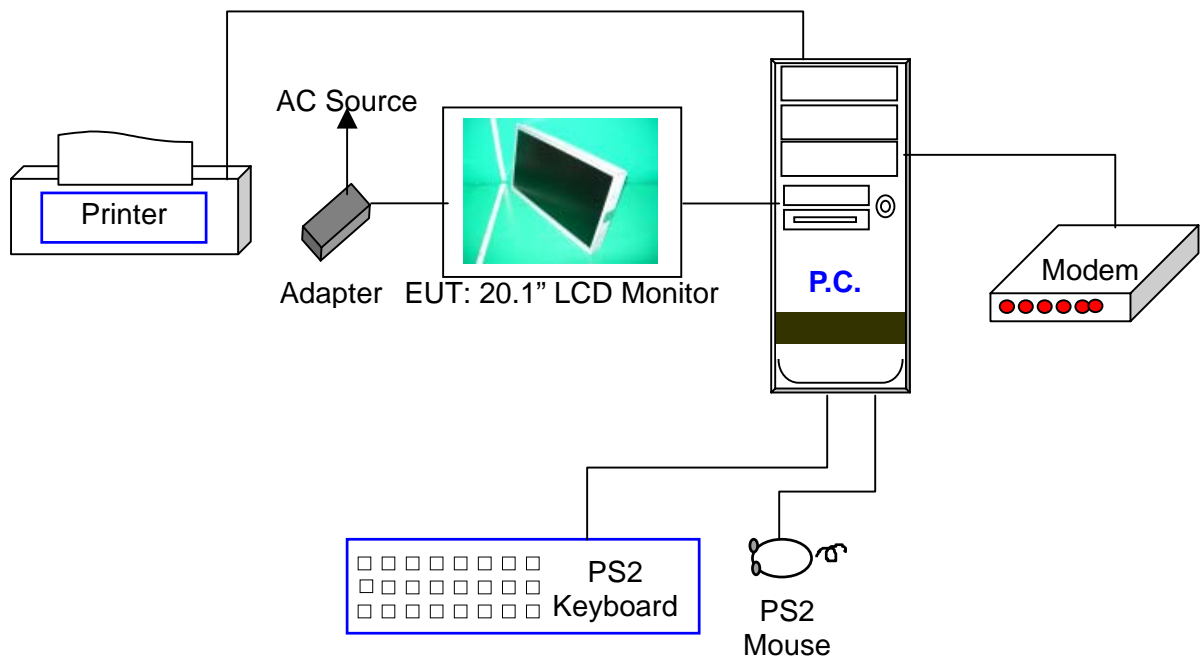 AC Source
Printer
Adapter
EUT: 20.1” LCD Monitor
P.C.
Modem
PS2
Keyboard
PS2
Mouse